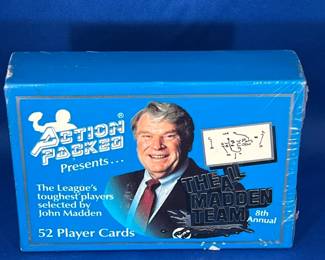 ACTION
PACKED®
Presents...
The League's
toughest players
selected by
John Madden
52 Player Cards
THE
ALL
MADDEN
TEAM
8th
Annual